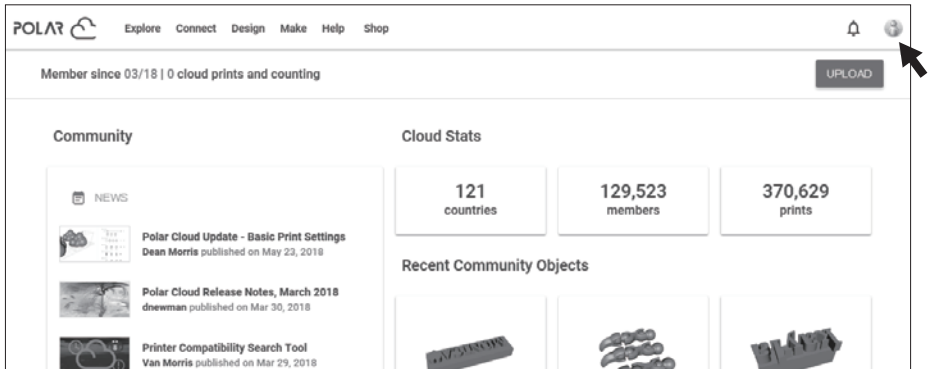 POLAR Explore Connect Design Make Help Shop
Member since 03/18 | 0 cloud prints and counting UPLOAD
Community
NEWS
Polar Cloud Update - Basic Print Settings
Dean Morris published on May 23, 2018
Polar Cloud Release Notes, March 2018
dnewman published on Mar 30, 2018
Printer Compatibility Search Tool
Van Morris published on Mar 29, 2018
Cloud Stats
121
countries
129,523
members
370,629
prints
Recent Community Objects